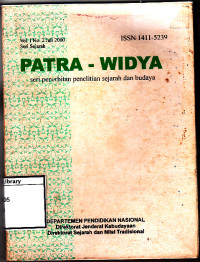 Vol. 1 No. 2 Juli 2000
Seri Sejarah
ISSN 1411-5239
PATRA - WIDYA
seri penerbitan penelitian sejarah dan budaya
Library
05
DEPARTEMEN PENDIDIKAN NASIONAL
Direktorat Jenderal Kebudayaan
Direktorat Sejarah dan Nilai Tradisional